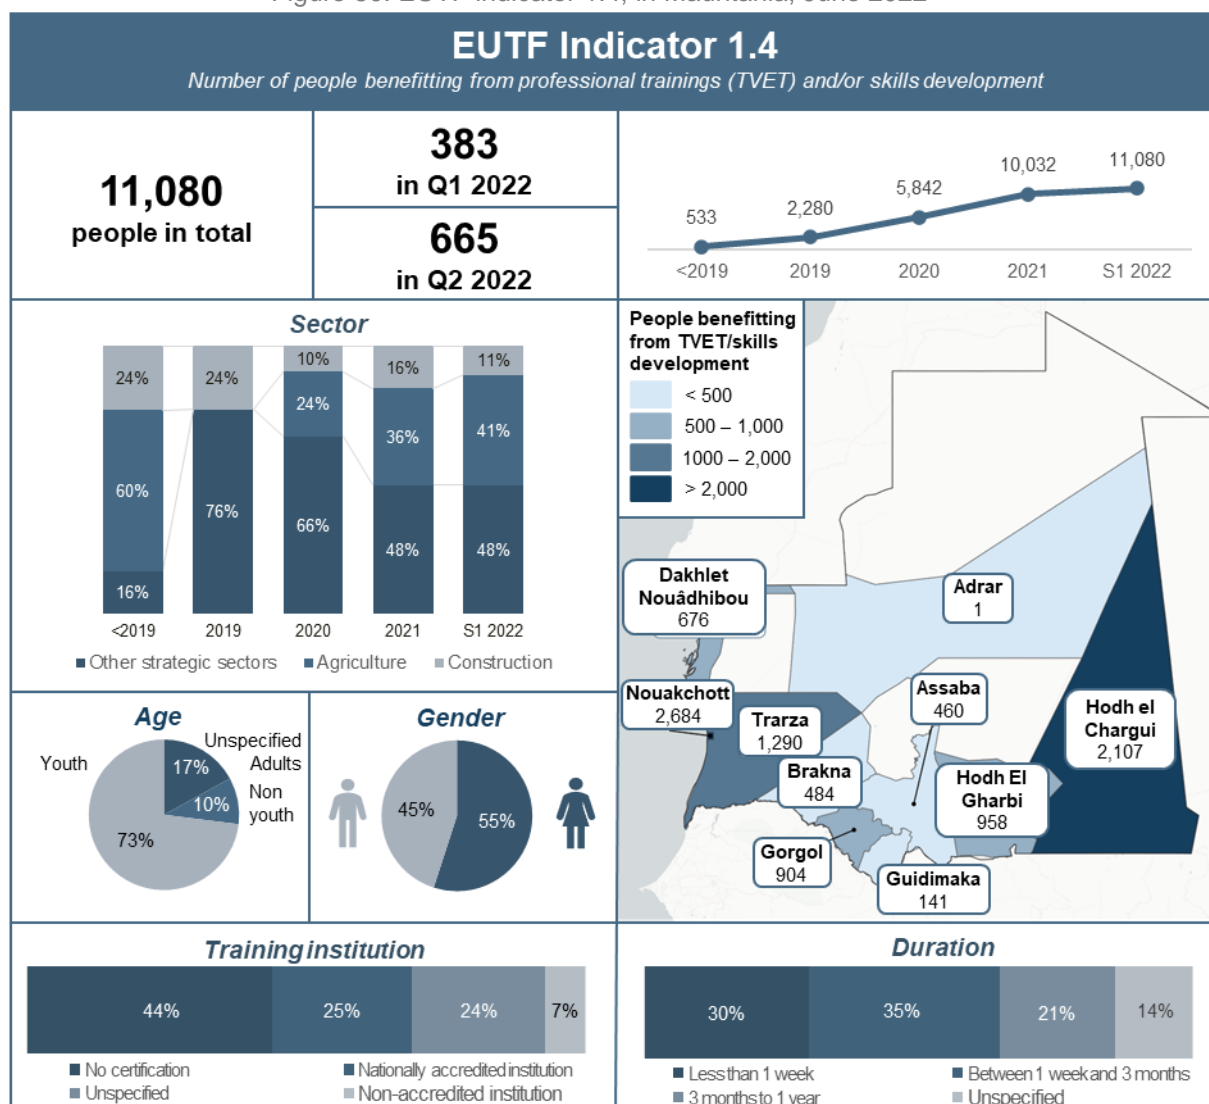 EUTF Indicator 1.4
Number of people benefitting from professional trainings (TVET) and/or skills development
11,080
people in total
383
in Q1 2022
665
in Q2 2022
533
2,280
5,842
10,032
11,080
<2019
2019
2020
2021
S1 2022
Sector
24%
60%
16%
24%
76%
10%
24%
66%
16%
36%
48%
11%
41%
48%
<2019
2019
2020
2021
S1 2022
Other strategic sectors
Agriculture
Construction
People benefitting
from TVET/skills
development
< 500
500 – 1,000
1000 – 2,000
> 2,000
Dakhlet
Nouâdhibou
676
Adrar
1
Nouakchott
2,684
Trarza
1,290
Assaba
460
Hodh el
Chargui
2,107
Brakna
484
Hodh El
Gharbi
958
Gorgol
904
Guidimaka
141
Age
Youth
Unspecified
Adults
Non
youth
17%
10%
73%
Gender
45%
55%
Training institution
44%
25%
24%
7%
No certification
Nationally accredited institution
Unspecified
Non-accredited institution
Duration
30%
35%
21%
14%
Less than 1 week
Between 1 week and 3 months
3 months to 1 year
Unspecified